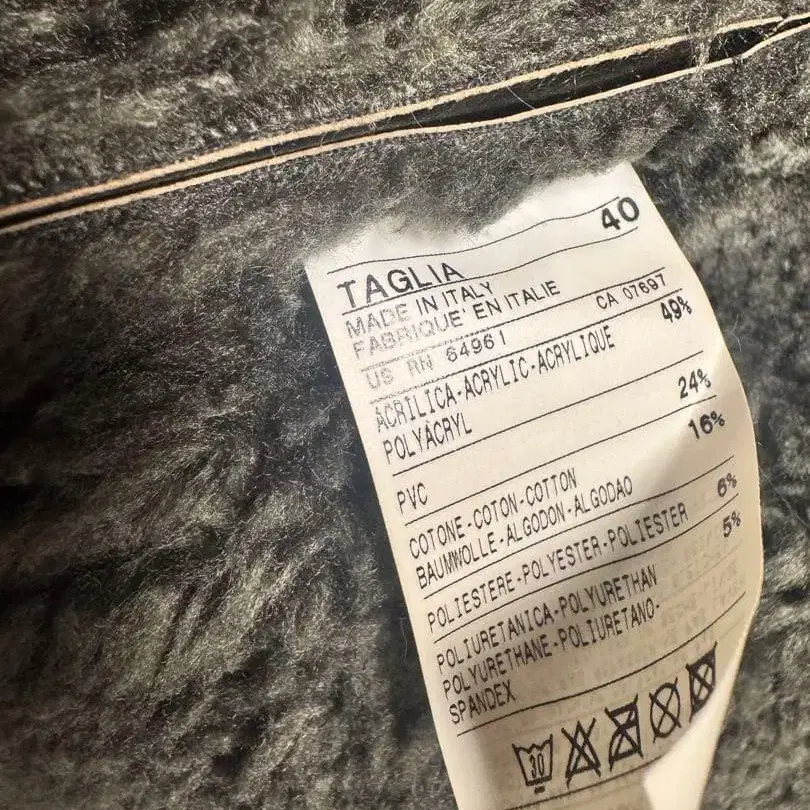 TAGLIA 40
MADE IN ITALY
FABRIQUE' EN ITALIE
US RN 64961 CA 07697
ACRILICA-ACRYLIC-ACRYLIQUE 49%
POLYACRYL
PVC 24%
COTONE-COTON-COTTON 16%
BAUMWOLLE-ALGODON-ALGODAO
POLIESTERE-POLYESTER-POLIESTER 6%
POLIURETANICA-POLYURETHAN 5%
POLYURETHANE-POLIURETANO-
SPANDEX
30